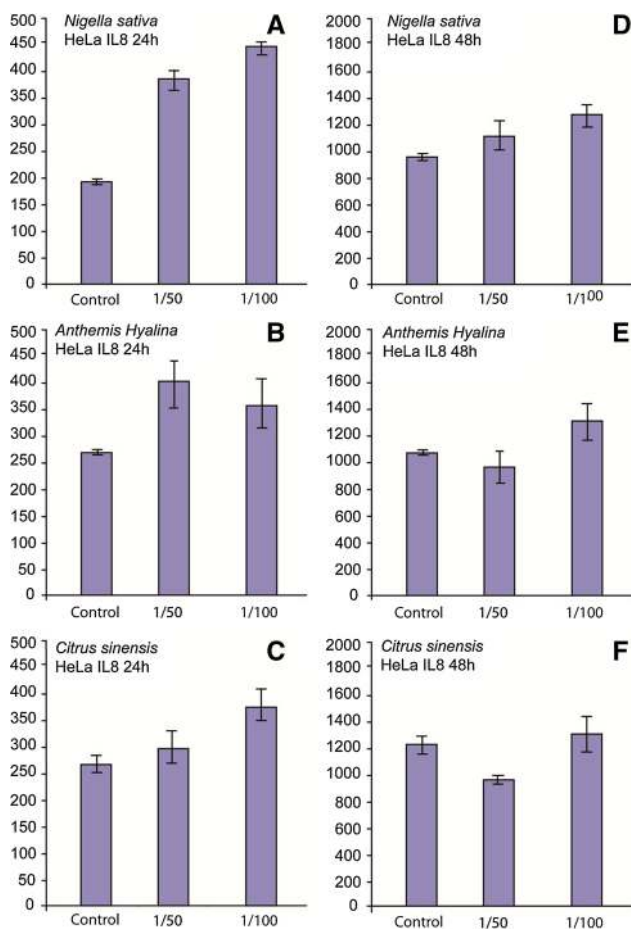 Nigella sativa
HeLa IL8 24h
A
500
450
400
350
300
250
200
150
100
50
0
Control 1/50 1/100
Nigella sativa
HeLa IL8 48h
D
2000
1800
1600
1400
1200
1000
800
600
400
200
0
Control 1/50 1/100
Anthemis Hyalina
HeLa IL8 24h
B
500
450
400
350
300
250
200
150
100
50
0
Control 1/50 1/100
Anthemis Hyalina
HeLa IL8 48h
E
2000
1800
1600
1400
1200
1000
800
600
400
200
0
Control 1/50 1/100
Citrus sinensis
HeLa IL8 24h
C
500
450
400
350
300
250
200
150
100
50
0
Control 1/50 1/100
Citrus sinensis
HeLa IL8 48h
F
2000
1800
1600
1400
1200
1000
800
600
400
200
0
Control 1/50 1/100